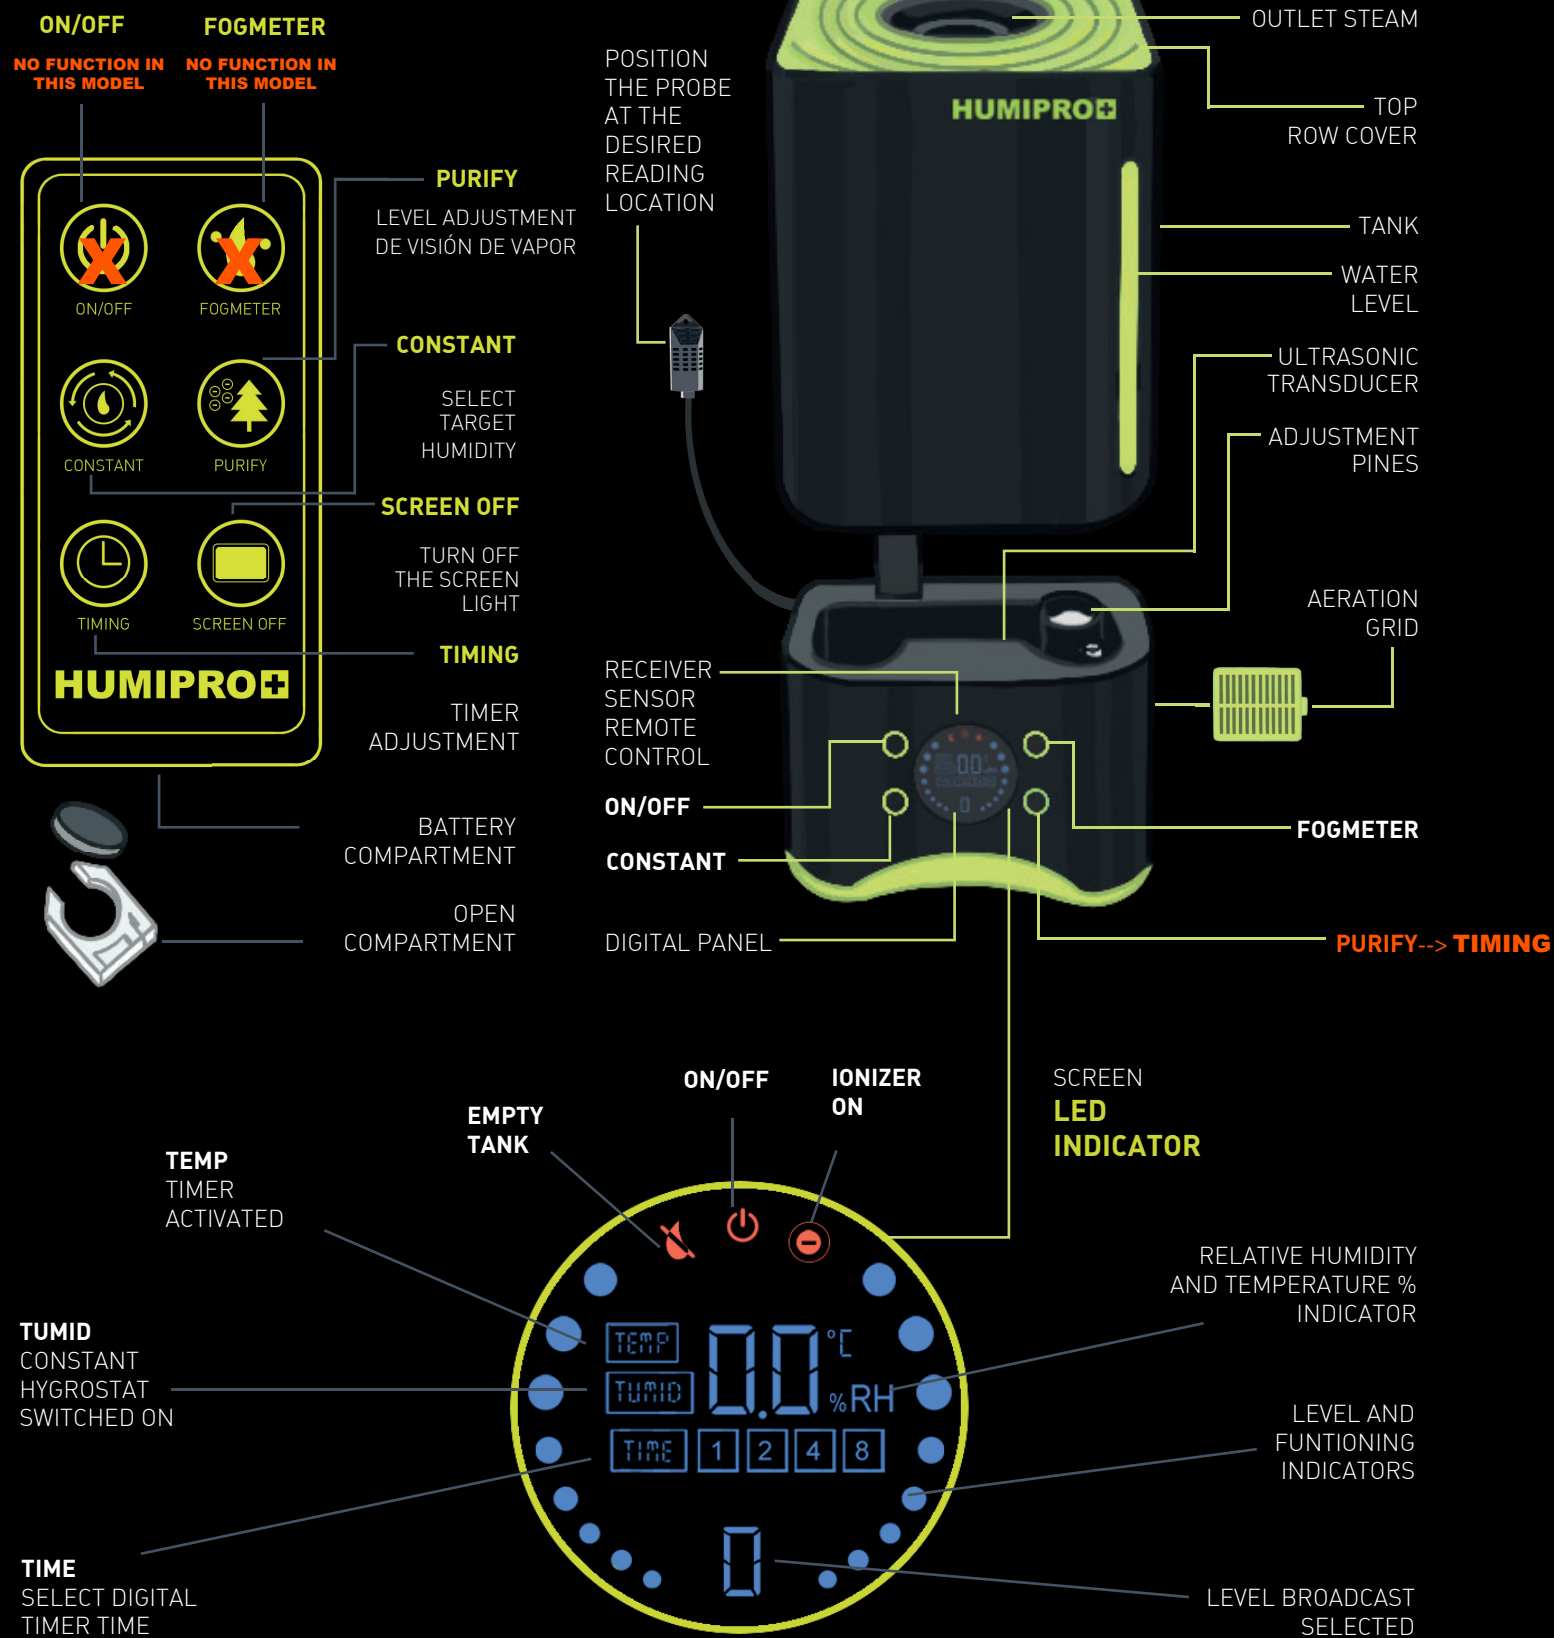 ON/OFF
NO FUNCTION IN
THIS MODEL
FOGMETER
NO FUNCTION IN
THIS MODEL
X
ON/OFF
X
FOGMETER
CONSTANT
PURIFY
TIMING
SCREEN OFF
HUMIPRO
PURIFY
LEVEL ADJUSTMENT
DE VISIÓN DE VAPOR
CONSTANT
SELECT
TARGET
HUMIDITY
SCREEN OFF
TURN OFF
THE SCREEN
LIGHT
TIMING
TIMER
ADJUSTMENT
BATTERY
COMPARTMENT
OPEN
COMPARTMENT
POSITION
THE PROBE
AT THE
DESIRED
READING
LOCATION
HUMIPRO
OUTLET STEAM
TOP
ROW COVER
TANK
WATER
LEVEL
ULTRASONIC
TRANSDUCER
ADJUSTMENT
PINES
AERATION
GRID
RECEIVER
SENSOR
REMOTE
CONTROL
ON/OFF
CONSTANT
DIGITAL PANEL
FOGMETER
PURIFY--> TIMING
SCREEN
LED
INDICATOR
ON/OFF
IONIZER
ON
EMPTY
TANK
TEMP
TIMER
ACTIVATED
TUMID
CONSTANT
HYGROSTAT
SWITCHED ON
TIME
SELECT DIGITAL
TIMER TIME
TEMP
TUMID
0.0
°C
%RH
TIME 1 2 4 8
0
RELATIVE HUMIDITY
AND TEMPERATURE %
INDICATOR
LEVEL AND
FUNTIONING
INDICATORS
LEVEL BROADCAST
SELECTED